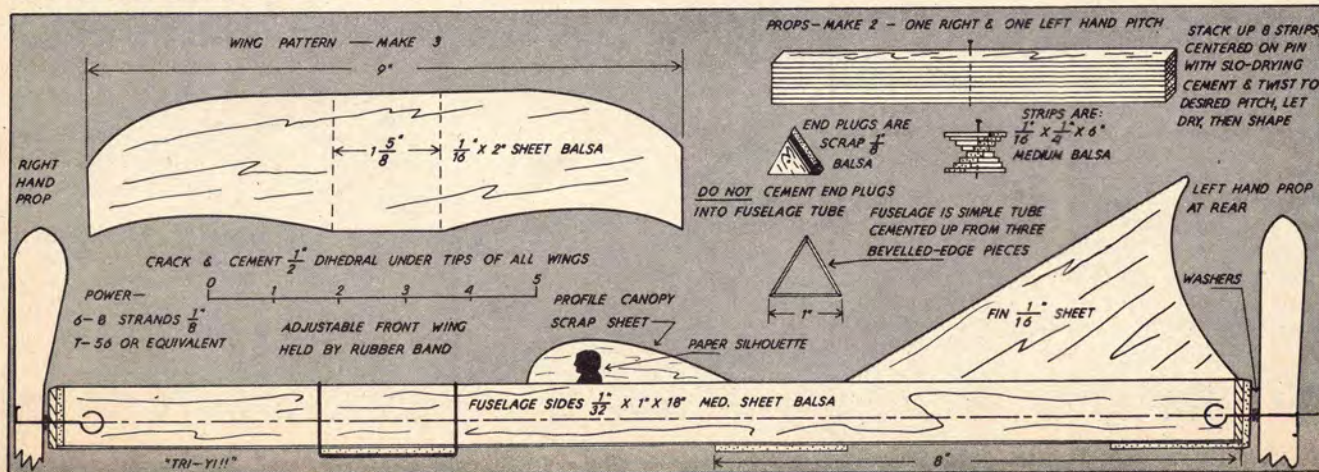 WING PATTERN — MAKE 3
9"
1 5/8"
1/16" X 2" SHEET BALSA
RIGHT
HAND
PROP
CRACK & CEMENT 1/2" DIHEDRAL UNDER TIPS OF ALL WINGS
0 1 2 3 4 5
POWER—
6-8 STRANDS 1/8"
T-56 OR EQUIVALENT
ADJUSTABLE FRONT WING
HELD BY RUBBER BAND
PROFILE CANOPY
SCRAP SHEET
PAPER SILHOUETTE
PROPS—MAKE 2 - ONE RIGHT & ONE LEFT HAND PITCH
STACK UP 8 STRIPS
CENTERED ON PIN
WITH SLO-DRYING
CEMENT & TWIST TO
DESIRED PITCH, LET
DRY, THEN SHAPE
END PLUGS ARE
SCRAP 1/8"
BALSA
STRIPS ARE:
1/16" X 1/4" X 6"
MEDIUM BALSA
DO NOT CEMENT END PLUGS
INTO FUSELAGE TUBE
FUSELAGE IS SIMPLE TUBE
CEMENTED UP FROM THREE
BEVELLED-EDGE PIECES
1"
LEFT HAND PROP
AT REAR
WASHERS
FIN 1/16" SHEET
FUSELAGE SIDES 1/32" X 1" X 18" MED. SHEET BALSA
"TRI-YI!!"
8"